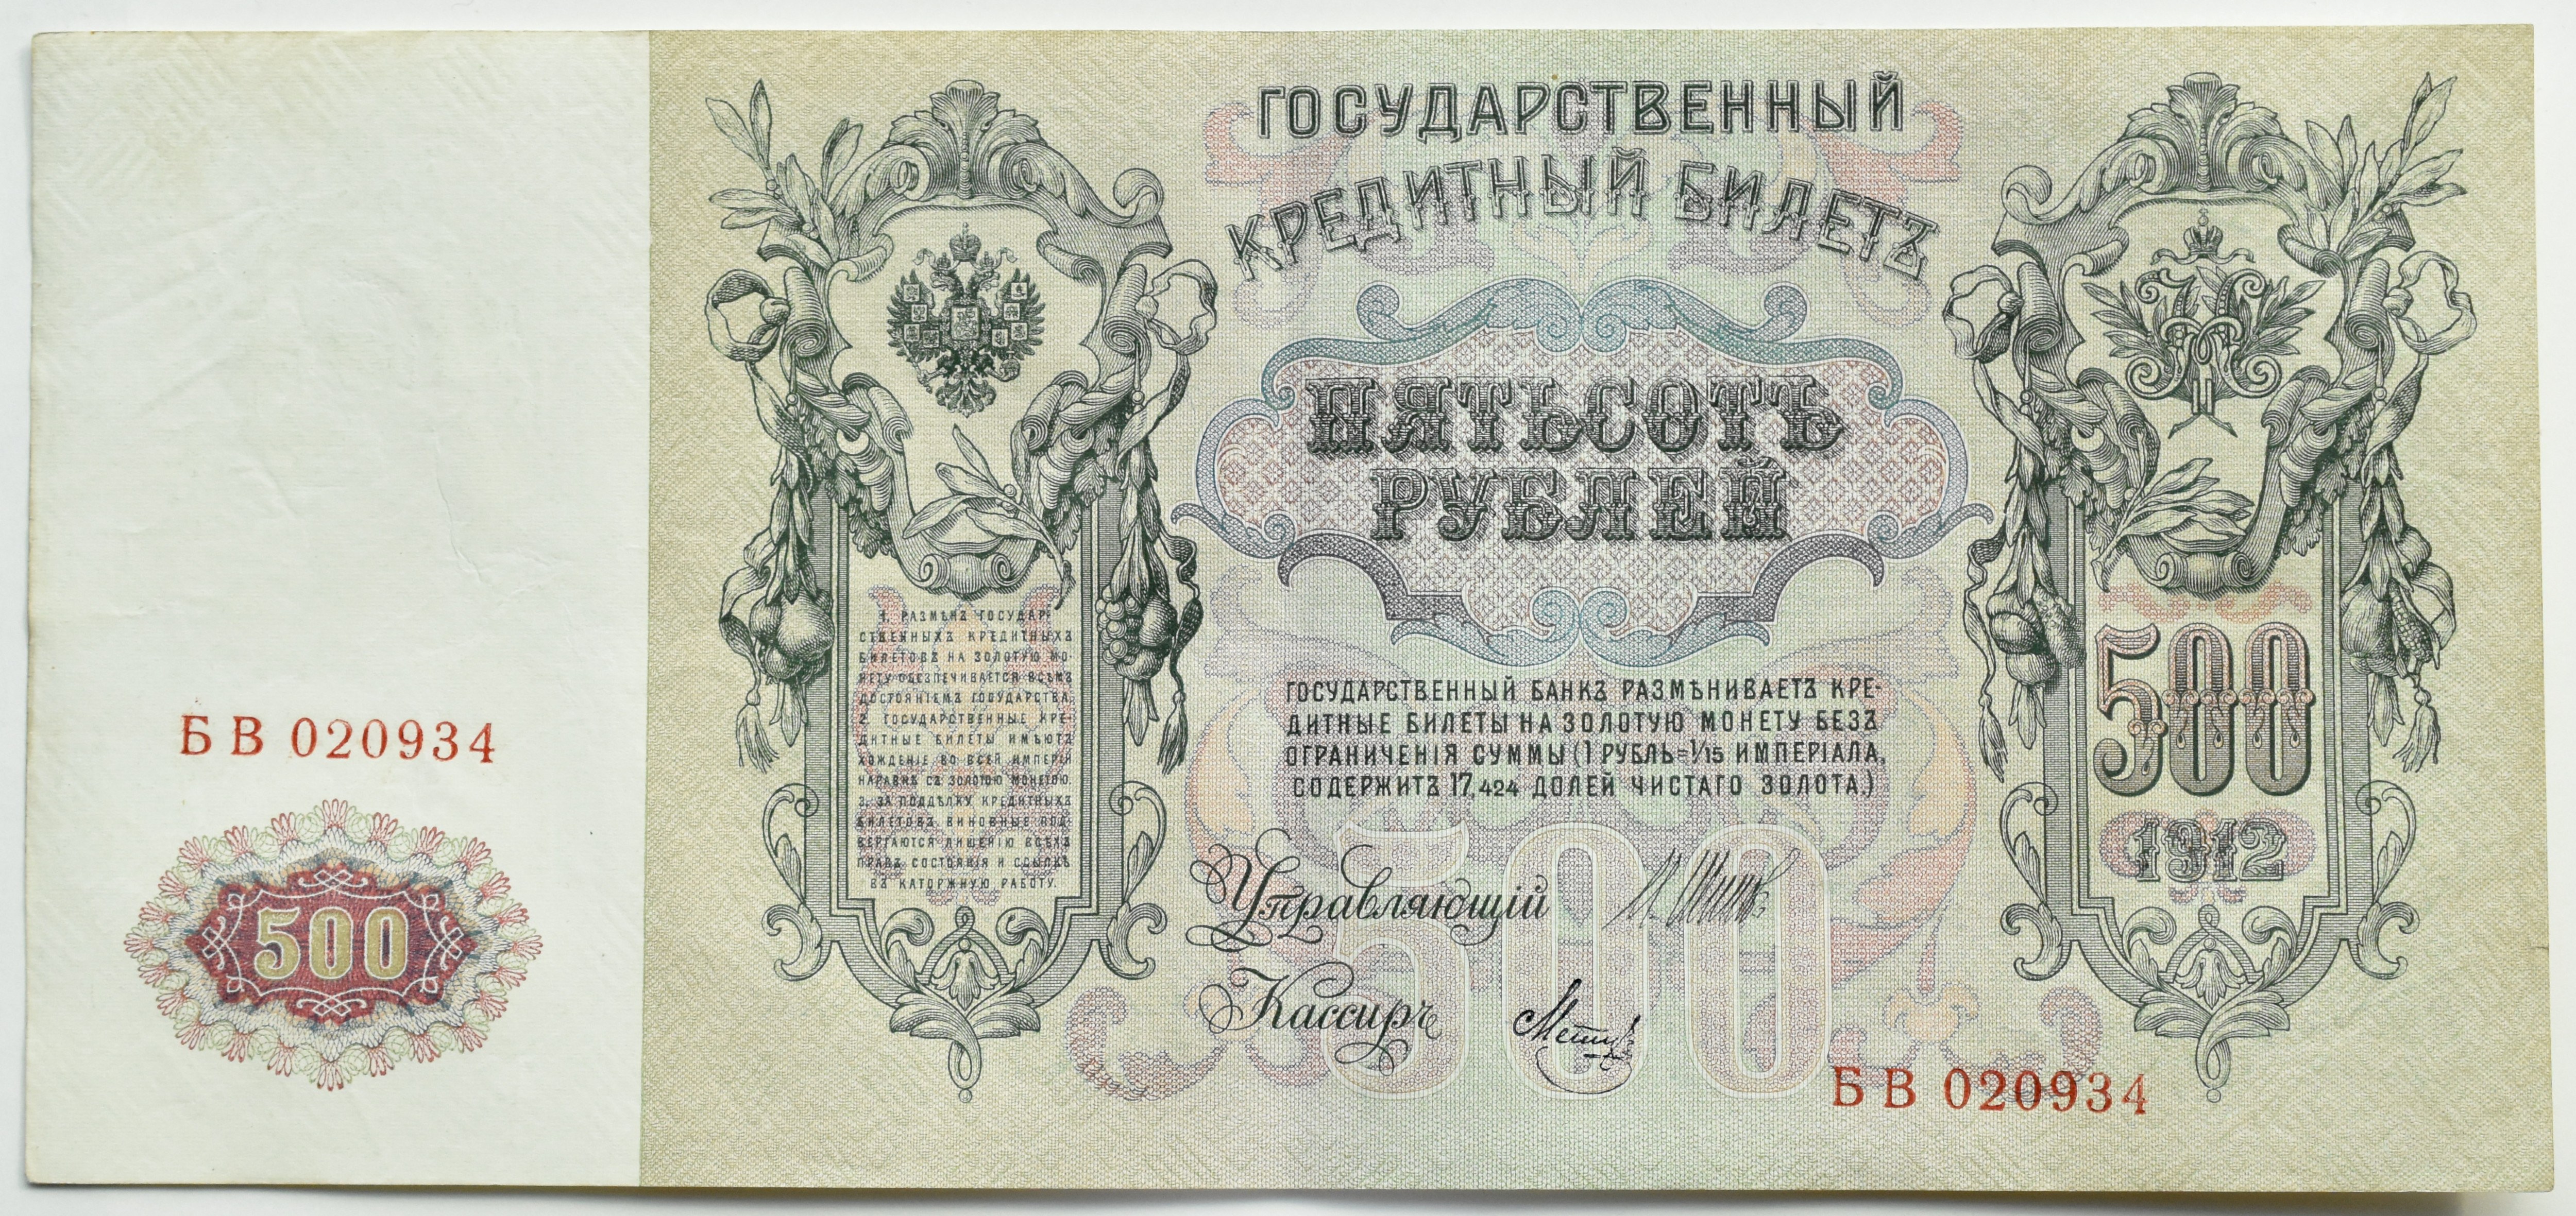 ГОСУДАРСТВЕННЫЙ
КРЕДИТНЫЙ БИЛЕТЪ
ПЯТЬСОТЪ
РУБЛЕЙ
1. РАЗМѢНЪ ГОСУДАР-
СТВЕННЫХЪ КРЕДИТНЫХЪ
БИЛЕТОВЪ НА ЗОЛОТУЮ МО-
НЕТУ ОБЕЗПЕЧИВАЕТСЯ ВСѢМЪ
ДОСТОЯНІЕМЪ ГОСУДАРСТВА.
2. ГОСУДАРСТВЕННЫЕ КРЕ-
ДИТНЫЕ БИЛЕТЫ ИМѢЮТЪ
ХОЖДЕНІЕ ВО ВСЕЙ ИМПЕРІИ
НАРАВНѢ СЪ ЗОЛОТОЮ МОНЕТОЮ.
3. ЗА ПОДДѢЛКУ КРЕДИТНЫХЪ
БИЛЕТОВЪ ВИНОВНЫЕ ПОД-
ВЕРГАЮТСЯ ЛИШЕНІЮ ВСѢХЪ
ПРАВЪ СОСТОЯНІЯ И ССЫЛКѢ
ВЪ КАТОРЖНУЮ РАБОТУ.
ГОСУДАРСТВЕННЫЙ БАНКЪ РАЗМѢНИВАЕТЪ КРЕ-
ДИТНЫЕ БИЛЕТЫ НА ЗОЛОТУЮ МОНЕТУ БЕЗЪ
ОГРАНИЧЕНІЯ СУММЫ (1 РУБЛЬ=1/15 ИМПЕРІАЛА,
СОДЕРЖИТЪ 17,424 ДОЛЕЙ ЧИСТАГО ЗОЛОТА.)
500
1912
БВ 020934
500
500
Управляющій
Кассиръ
БВ 020934